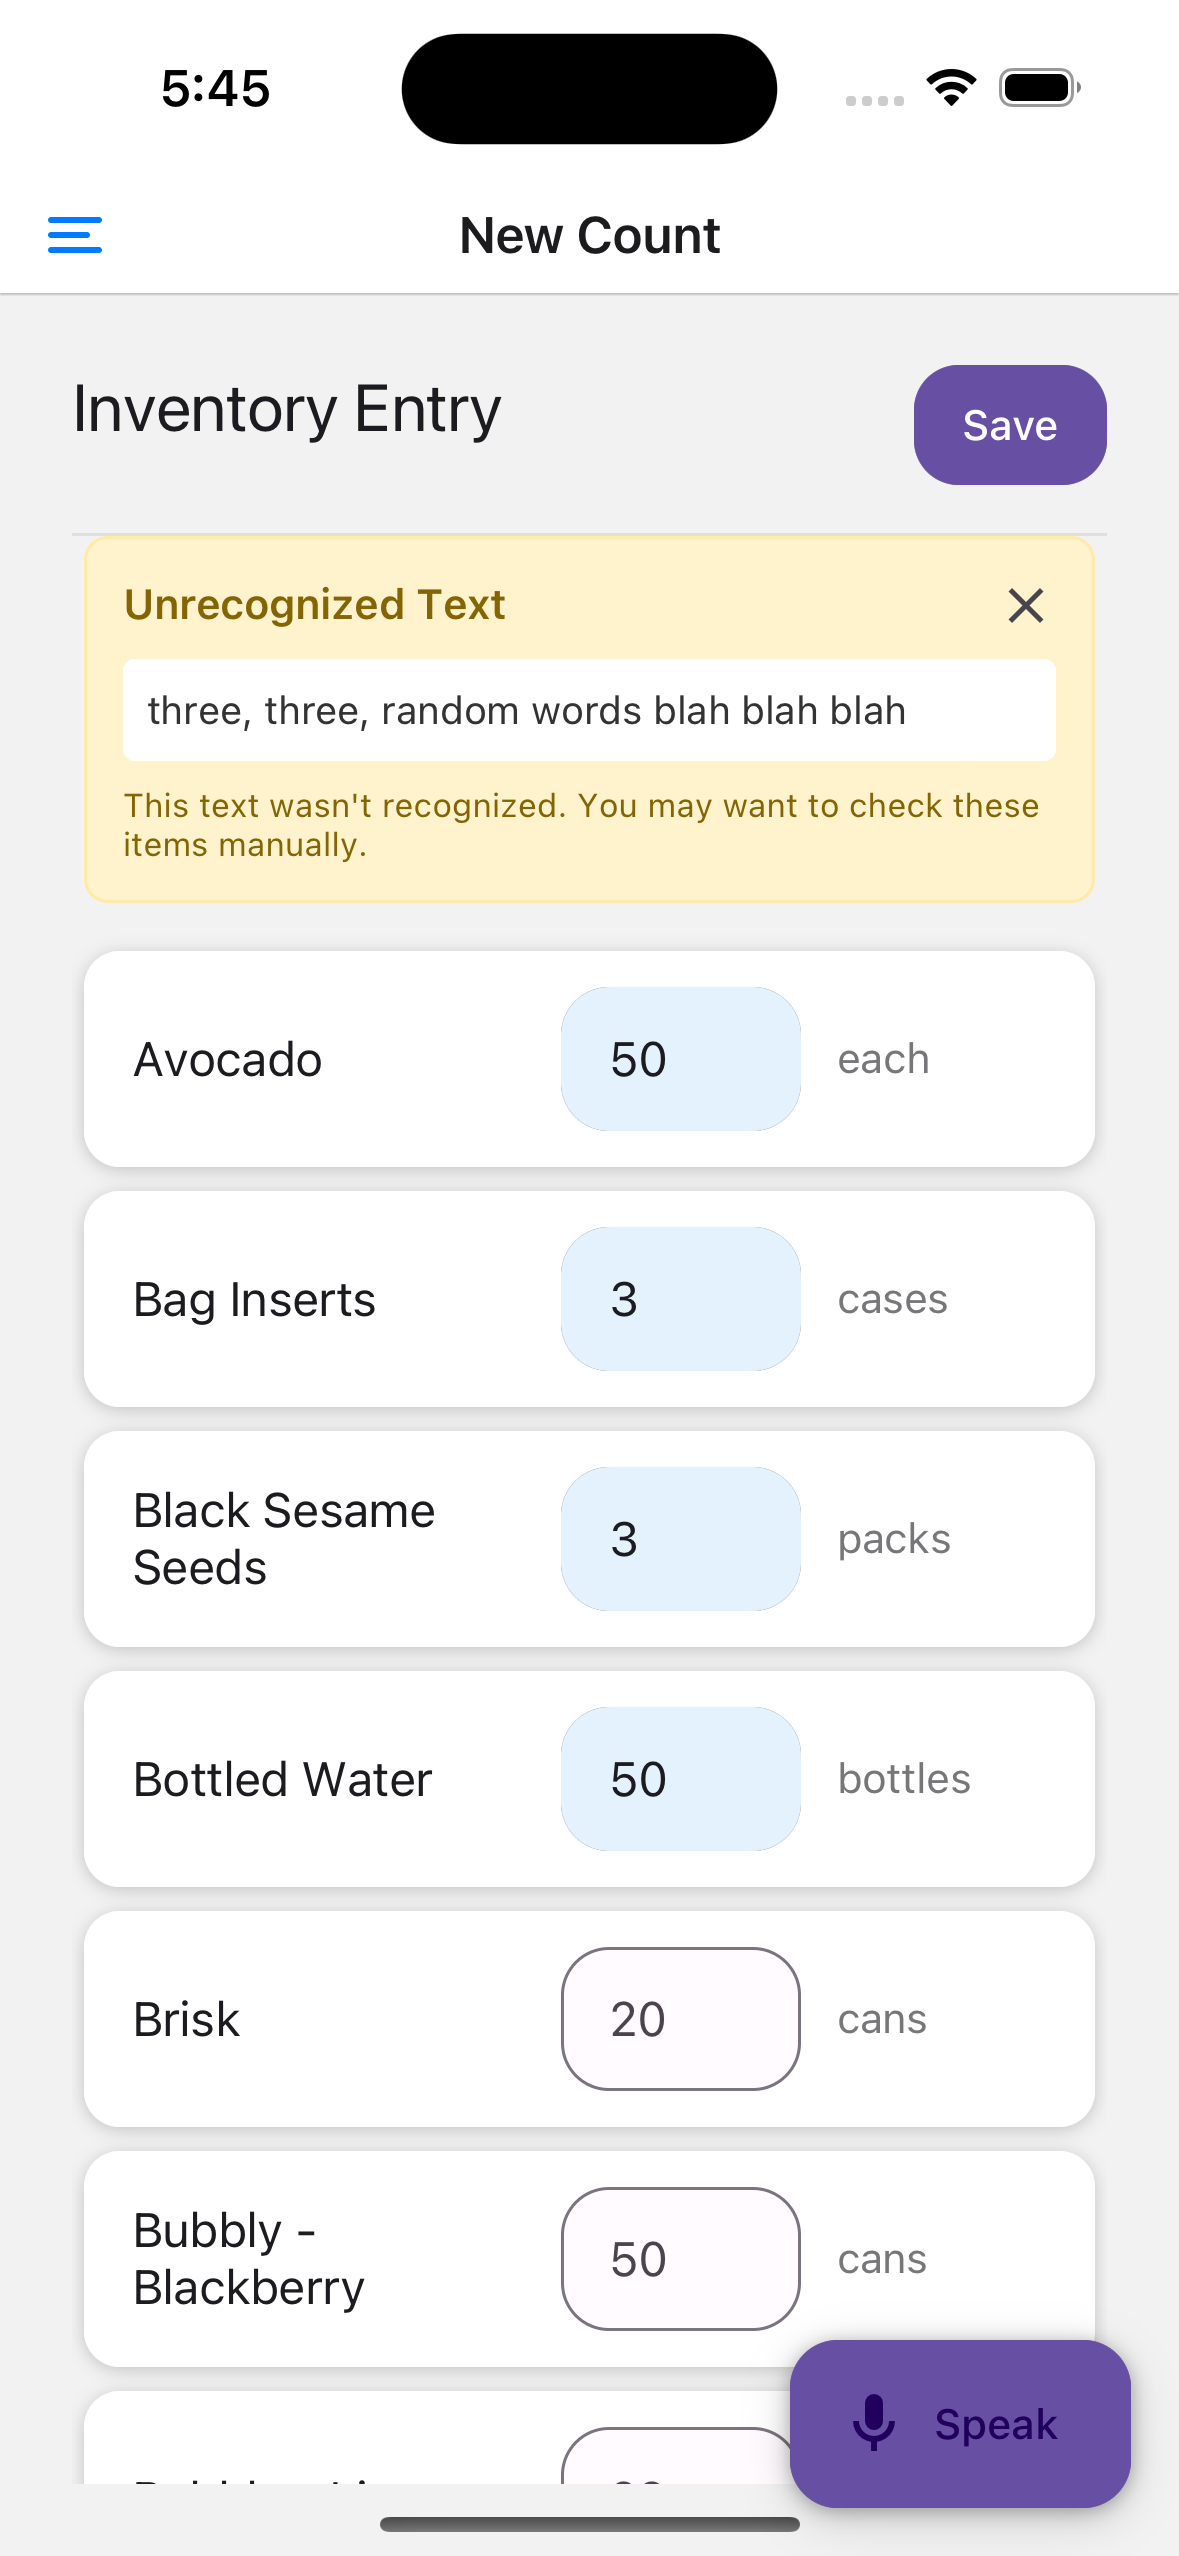 5:45
New Count
Inventory Entry
Save
Unrecognized Text
three, three, random words blah blah blah
This text wasn't recognized. You may want to check these
items manually.
Avocado
50
each
Bag Inserts
3
cases
Black Sesame
Seeds
3
packs
Bottled Water
50
bottles
Brisk
20
cans
Bubbly -
Blackberry
50
cans
Speak